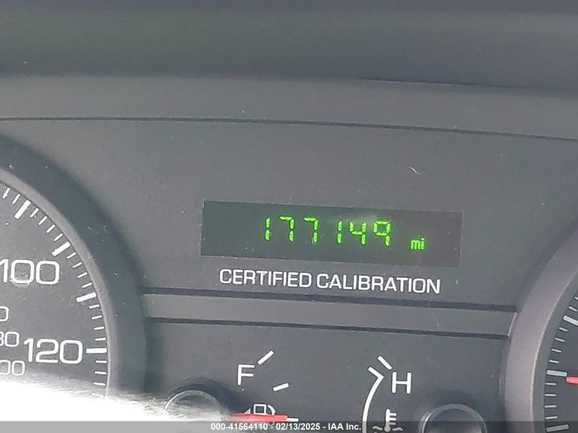 177149 mi
CERTIFIED CALIBRATION
100
120
F
H
000-41564110 - 02/13/2025 - IAA Inc.